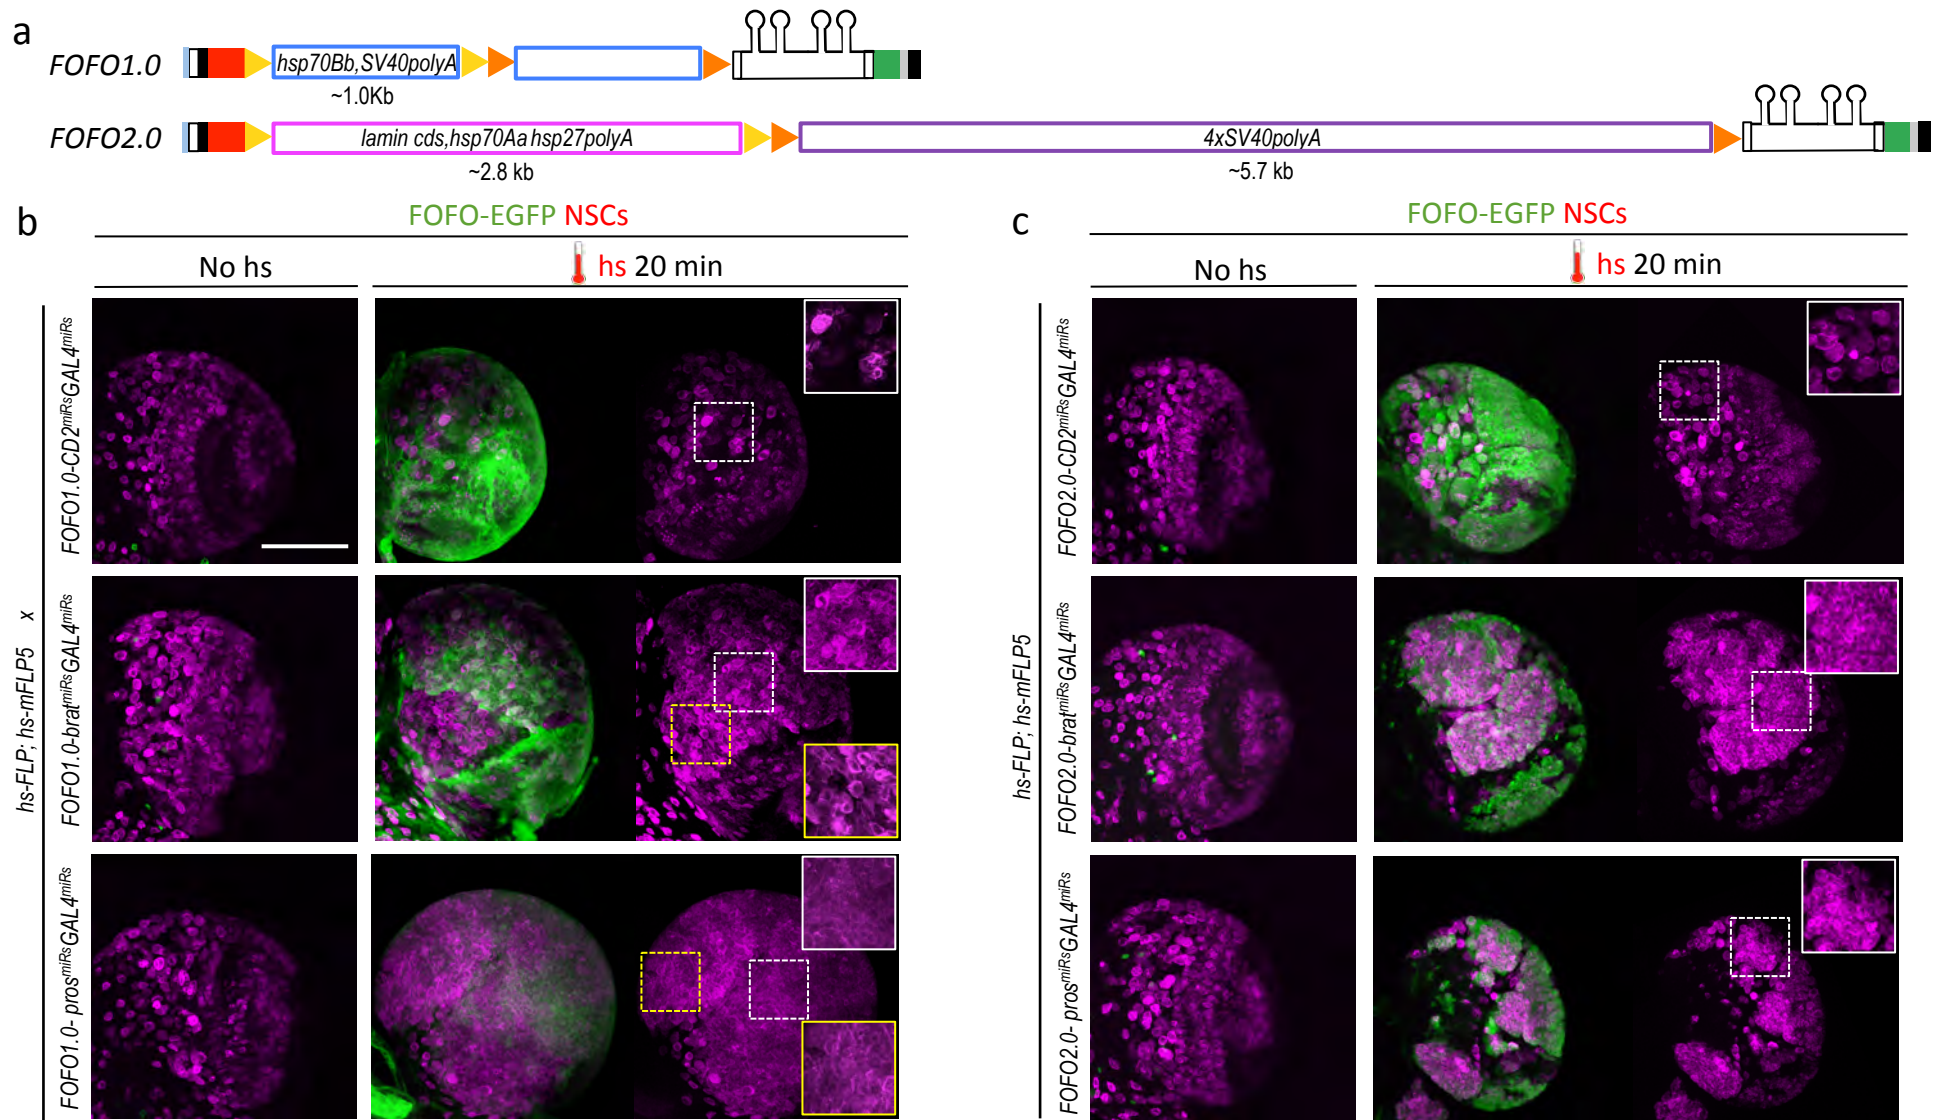 a
FOFO1.0
hsp70Bb,SV40polyA
~1.0Kb
FOFO2.0
lamin cds,hsp70Aa hsp27polyA
4xSV40polyA
~2.8 kb
~5.7 kb
b
FOFO-EGFP NSCs
No hs
hs 20 min
hs-FLP; hs-mFLP5 x
FOFO1.0-CD2miRsGAL4miRs
FOFO1.0-bratmiRsGAL4miRs
FOFO1.0- prosmiRsGAL4miRs
c
FOFO-EGFP NSCs
No hs
hs 20 min
hs-FLP; hs-mFLP5
FOFO2.0-CD2miRsGAL4miRs
FOFO2.0-bratmiRsGAL4miRs
FOFO2.0- prosmiRsGAL4miRs